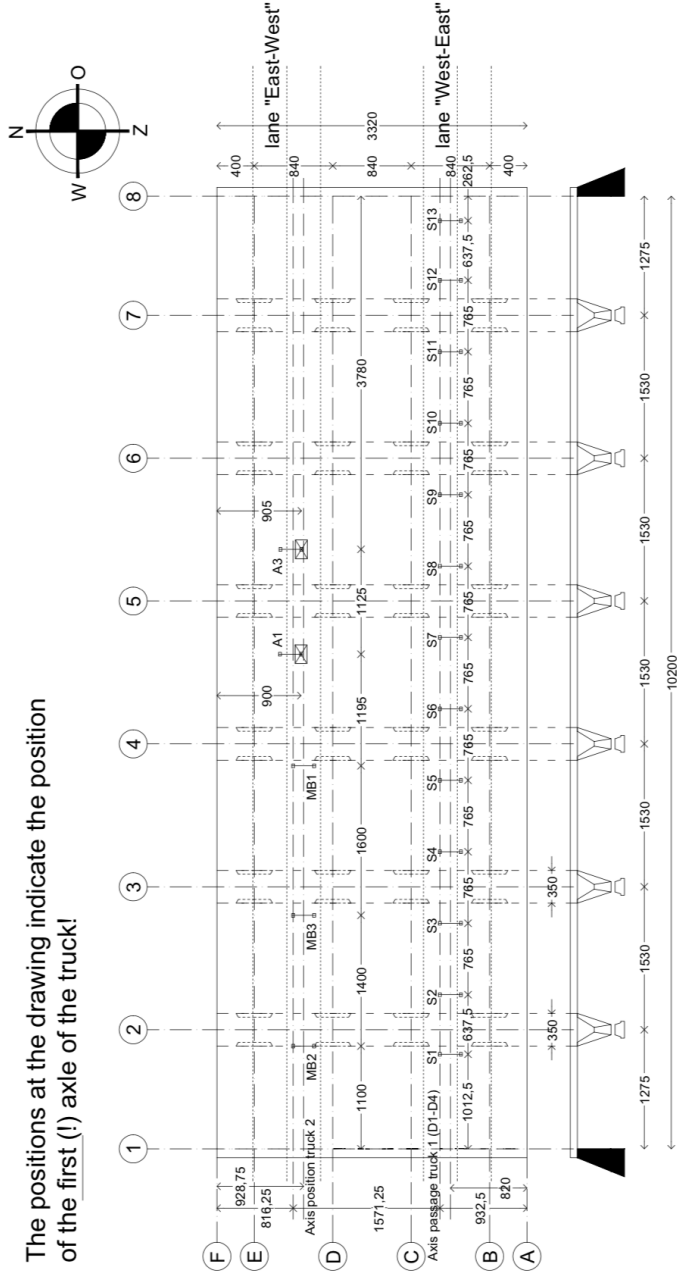 The positions at the drawing indicate the position
of the first (!) axle of the truck!
N
W
O
Z
1
2
3
4
5
6
7
8
F
E
D
C
B
A
lane "East-West"
lane "West-East"
400
840
840
840
400
3320
928,75
816,25
1571,25
932,5
820
Axis position truck 2
Axis passage truck 1 (D1-D4)
900
905
A1
A3
MB2
MB3
MB1
1100
1400
1600
1195
1125
3780
S1
S2
S3
S4
S5
S6
S7
S8
S9
S10
S11
S12
S13
1012,5
637,5
765
765
765
765
765
765
765
765
765
765
637,5
262,5
350
350
1275
1530
1530
1530
1530
1530
1275
10200